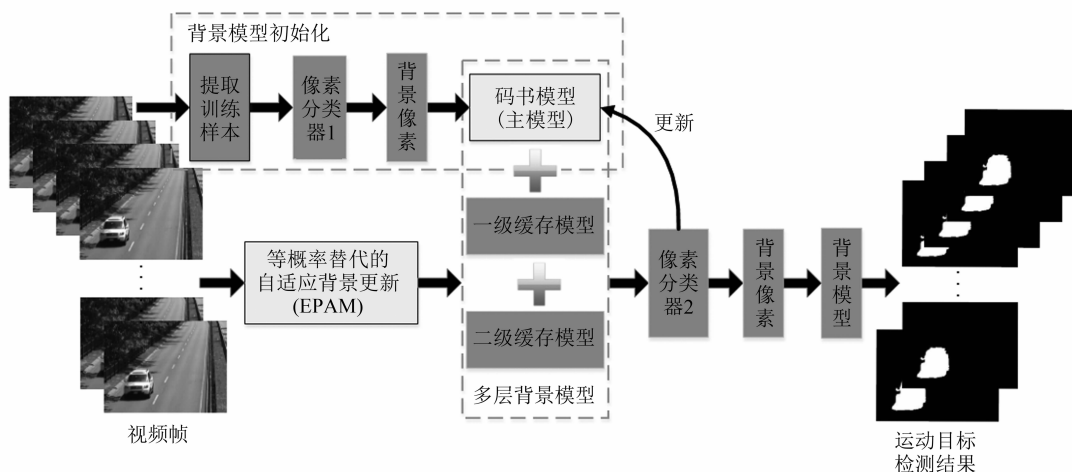 背景模型初始化
提取
训练
样本
像素
分类
器1
背景像素
码书模型
(主模型)
更新
一级缓存模型
等概率替代的
自适应背景更新
(EPAM)
二级缓存模型
多层背景模型
像素
分类
器2
背景像素
背景模型
视频帧
运动目标
检测结果